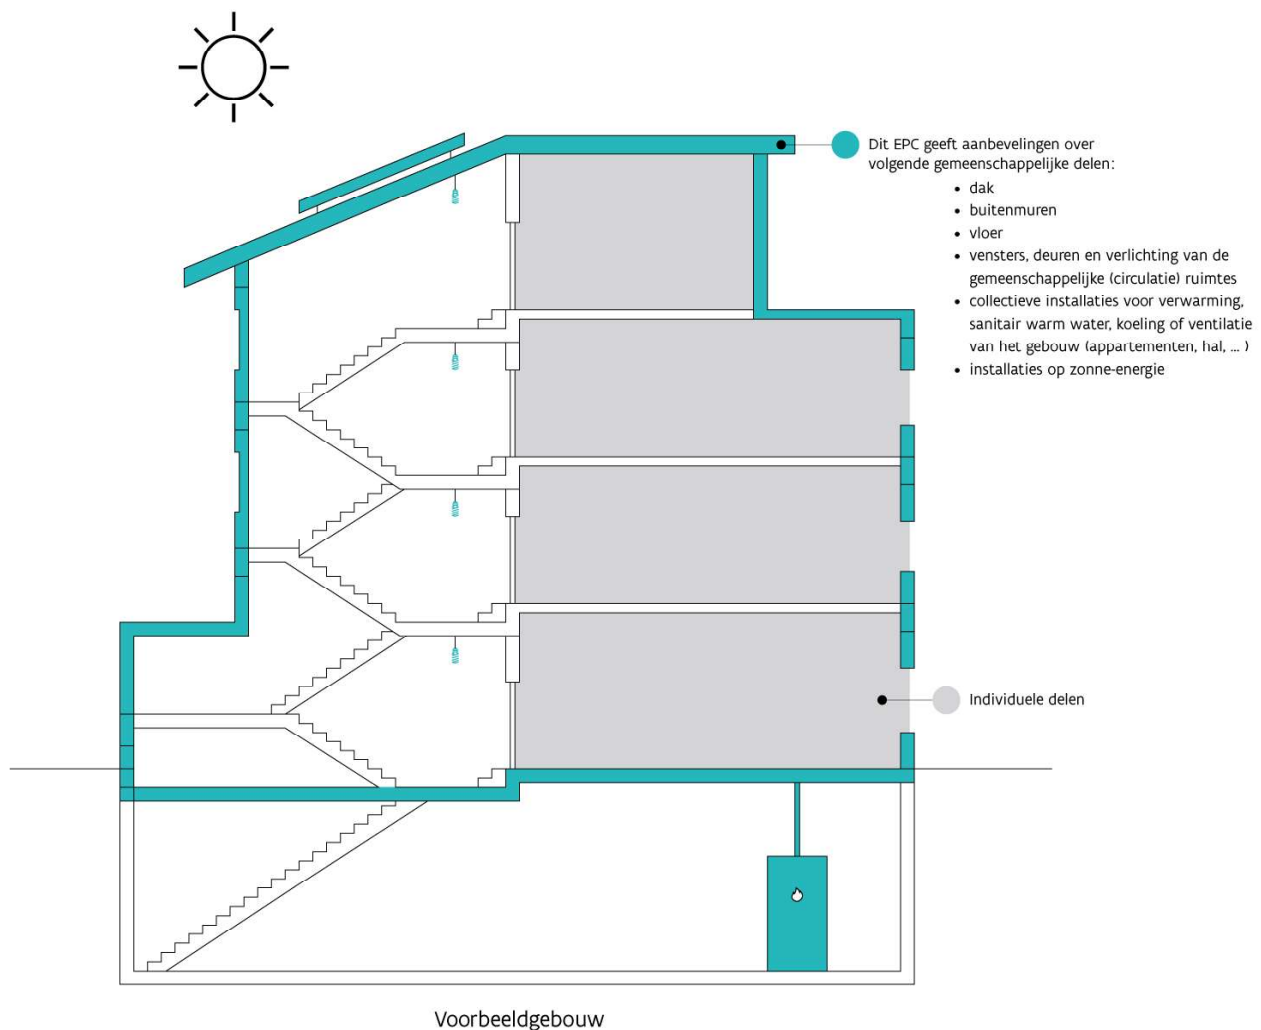 Dit EPC geeft aanbevelingen over
volgende gemeenschappelijke delen:
• dak
• buitenmuren
• vloer
• vensters, deuren en verlichting van de
gemeenschappelijke (circulatie) ruimtes
• collectieve installaties voor verwarming,
sanitair warm water, koeling of ventilatie
van het gebouw (appartementen, hal, ... )
• installaties op zonne-energie
Individuele delen
Voorbeeldgebouw